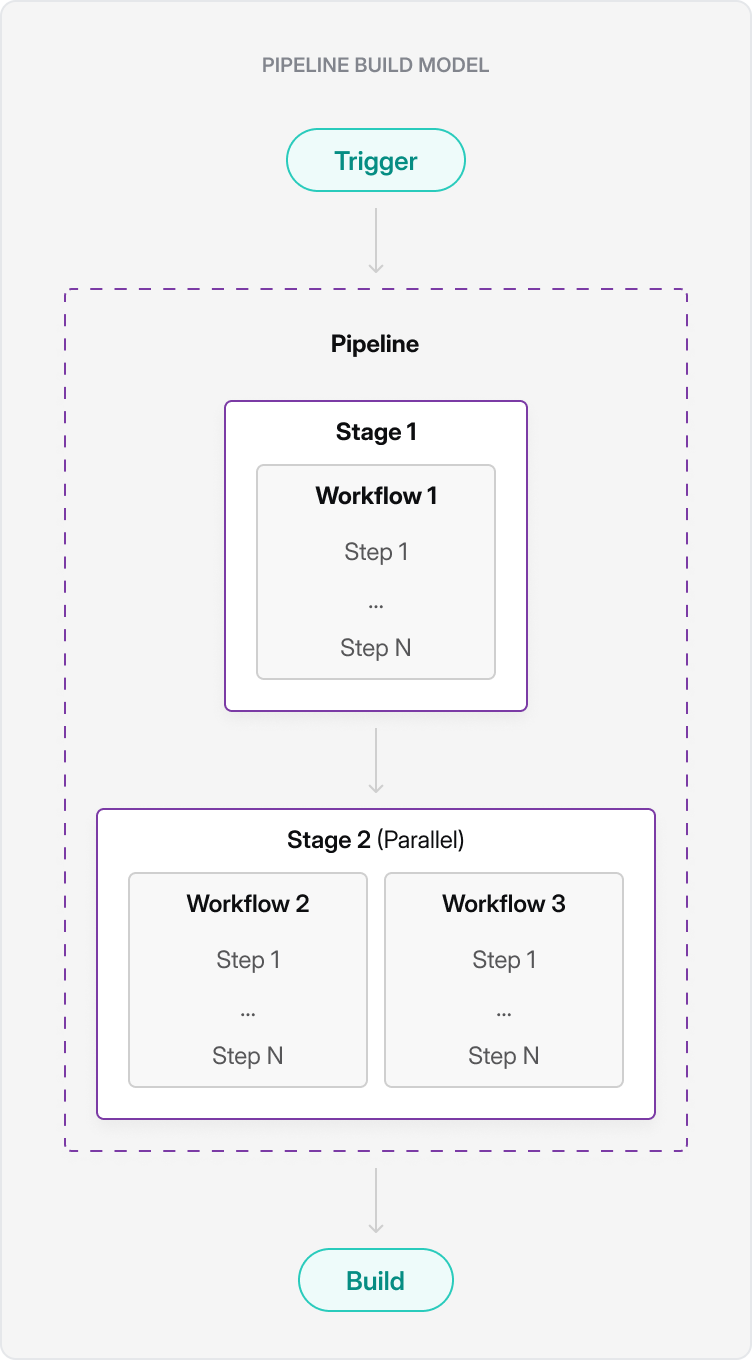 PIPELINE BUILD MODEL
Trigger
Pipeline
Stage 1
Workflow 1
Step 1
...
Step N
Stage 2 (Parallel)
Workflow 2
Step 1
...
Step N
Workflow 3
Step 1
...
Step N
Build